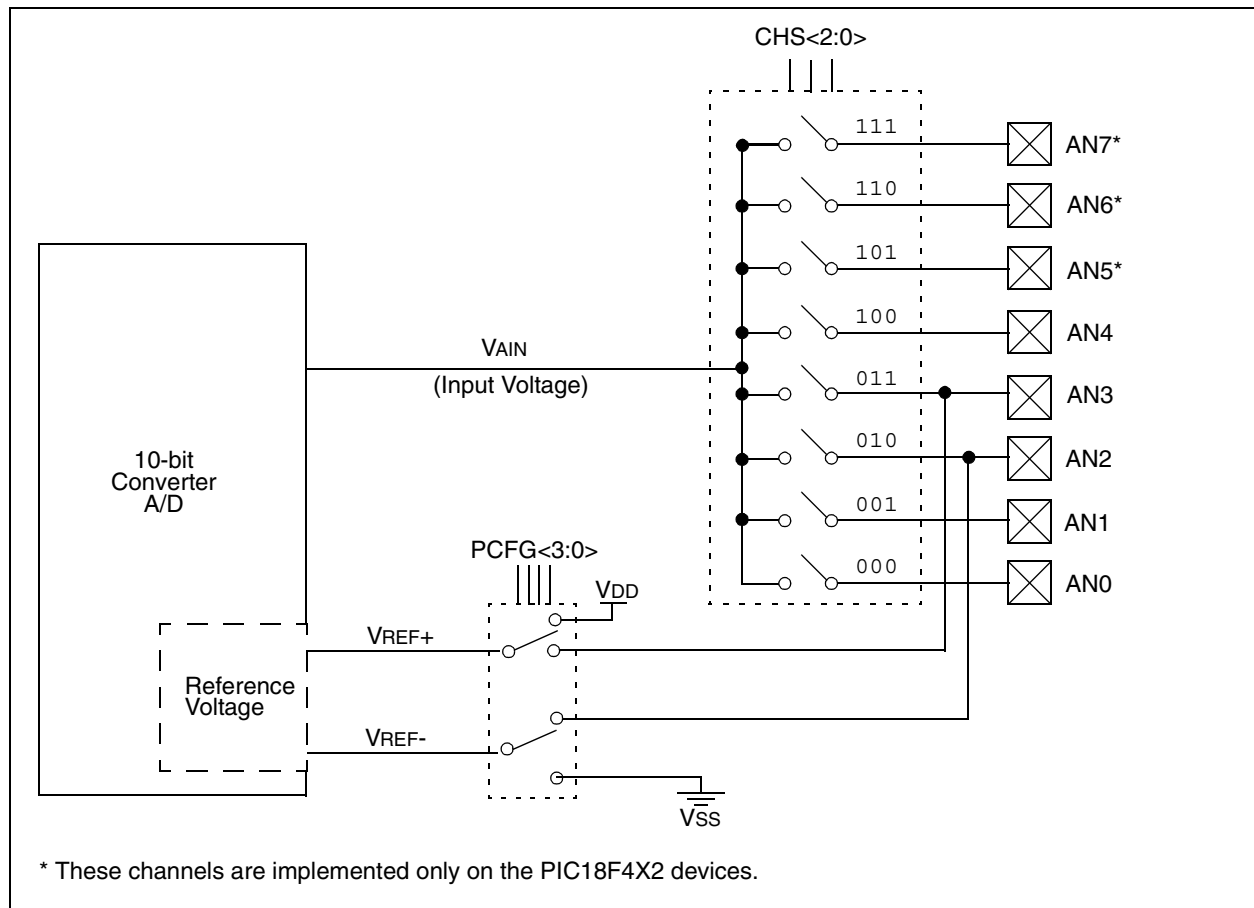 CHS<2:0>
111
AN7*
110
AN6*
101
AN5*
100
AN4
VAIN
(Input Voltage)
011
AN3
010
AN2
10-bit
Converter
A/D
001
AN1
PCFG<3:0>
000
AN0
VDD
VREF+
Reference
Voltage
VREF-
VSS
* These channels are implemented only on the PIC18F4X2 devices.